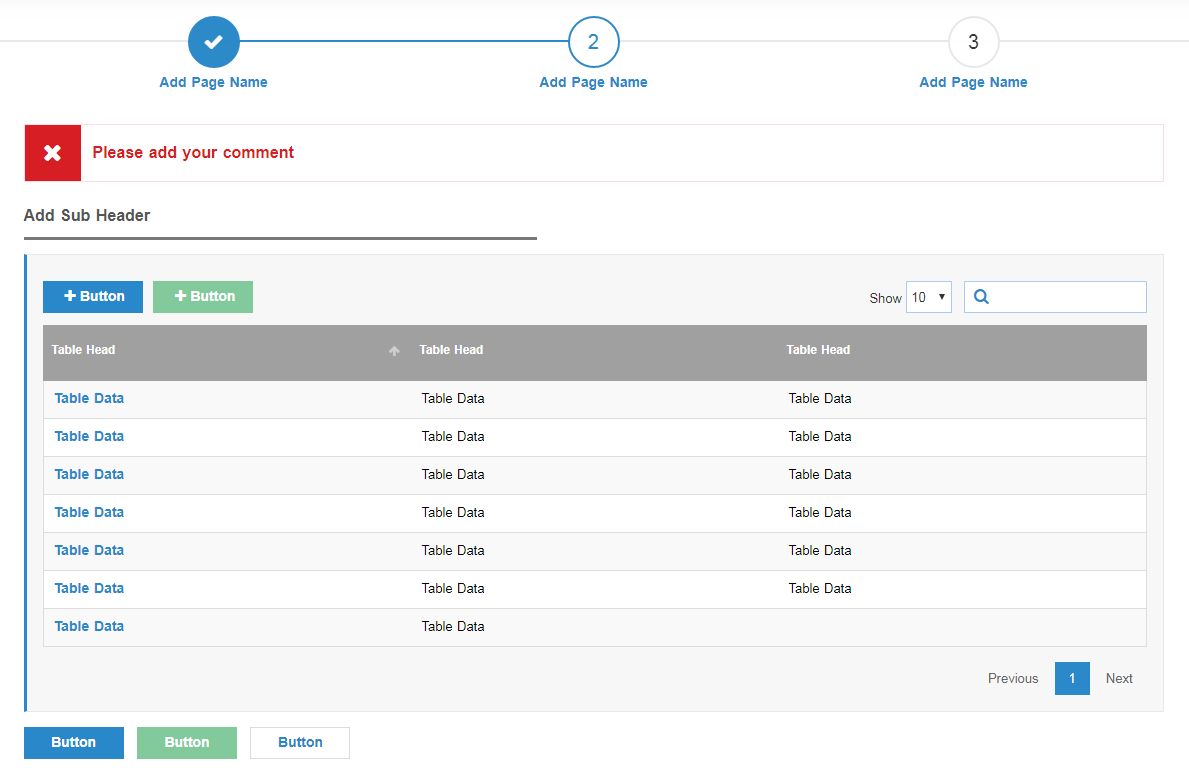 2 3
Add Page Name Add Page Name Add Page Name
Please add your comment
Add Sub Header
Button Button Show 10
Table Head Table Head Table Head
Table Data Table Data Table Data
Table Data Table Data Table Data
Table Data Table Data Table Data
Table Data Table Data Table Data
Table Data Table Data Table Data
Table Data Table Data Table Data
Table Data Table Data
Previous 1 Next
Button Button Button